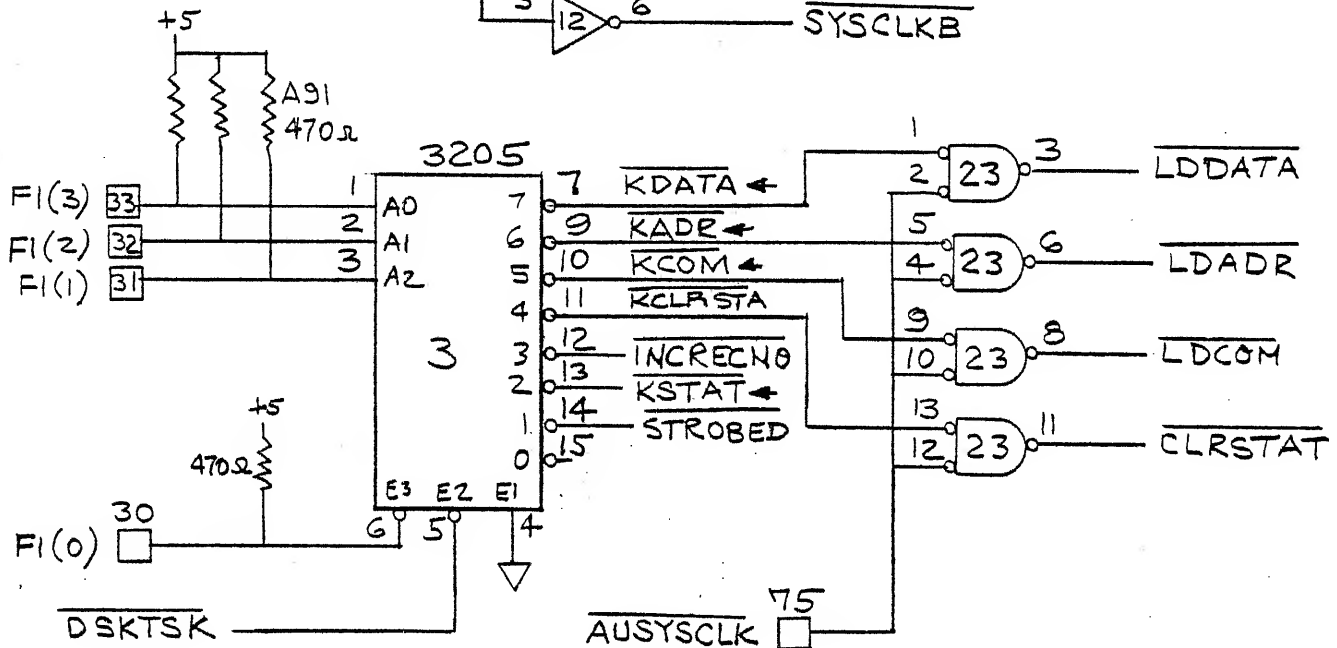 5 12 6 SYSCLKB
+5
A91
470Ω
3205
F1(3) 33 1 A0
F1(2) 32 2 A1
F1(1) 31 3 A2
3
7 7 KDATA
6 9 KADR
5 10 KCOM
4 11 KCLRSTA
3 12 INCRECNO
2 13 KSTAT
1 14 STROBED
0 15
E3 E2 E1
6 5 4
+5
470Ω
30
F1(0)
DSKTSK
1 2 23 3 LDDATA
5 4 23 6 LDADR
9 10 23 8 LDCOM
13 12 23 11 CLRSTAT
75
AUSYSCLK